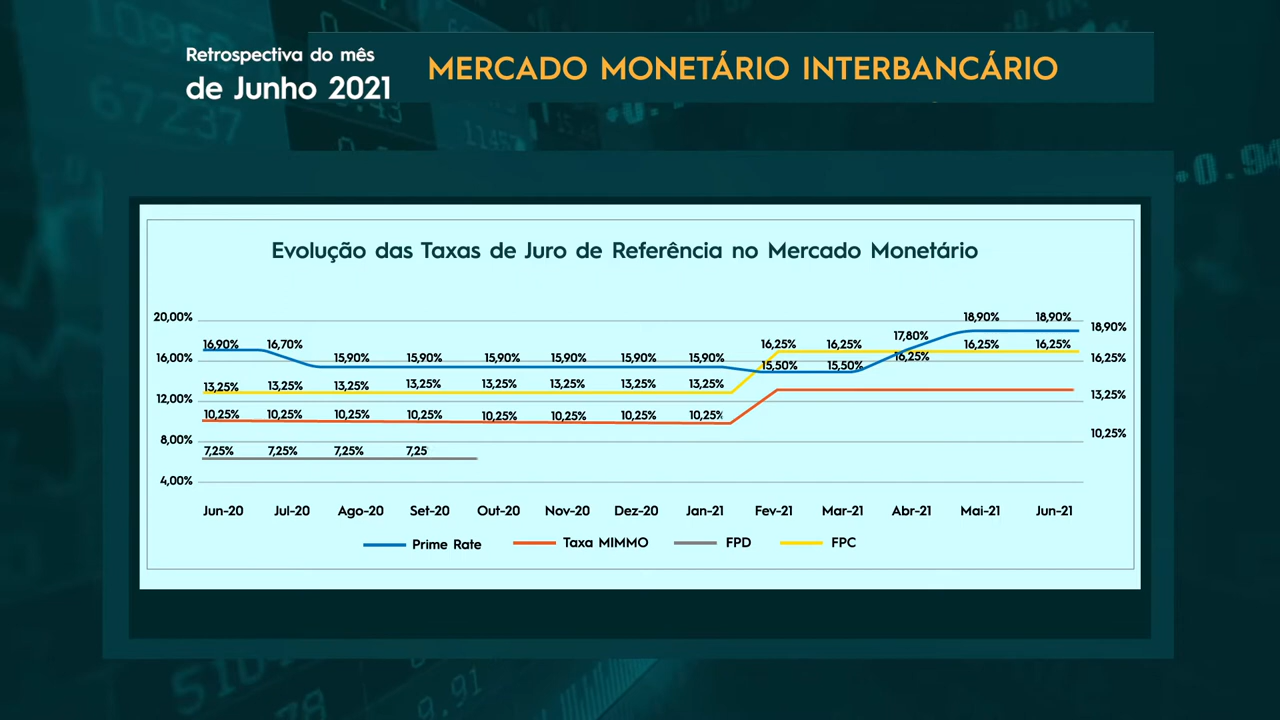 Retrospectiva do mês
de Junho 2021
MERCADO MONETÁRIO INTERBANCÁRIO
Evolução das Taxas de Juro de Referência no Mercado Monetário
20,00%
16,00%
12,00%
8,00%
4,00%
16,90% 16,70% 15,90% 15,90% 15,90% 15,90% 15,90% 15,90% 15,50% 15,50% 17,80% 18,90% 18,90% 18,90%
13,25% 13,25% 13,25% 13,25% 13,25% 13,25% 13,25% 13,25% 16,25% 16,25% 16,25% 16,25% 16,25% 16,25%
10,25% 10,25% 10,25% 10,25% 10,25% 10,25% 10,25% 10,25% 13,25%
7,25% 7,25% 7,25% 7,25 10,25%
Jun-20 Jul-20 Ago-20 Set-20 Out-20 Nov-20 Dez-20 Jan-21 Fev-21 Mar-21 Abr-21 Mai-21 Jun-21
Prime Rate Taxa MIMMO FPD FPC